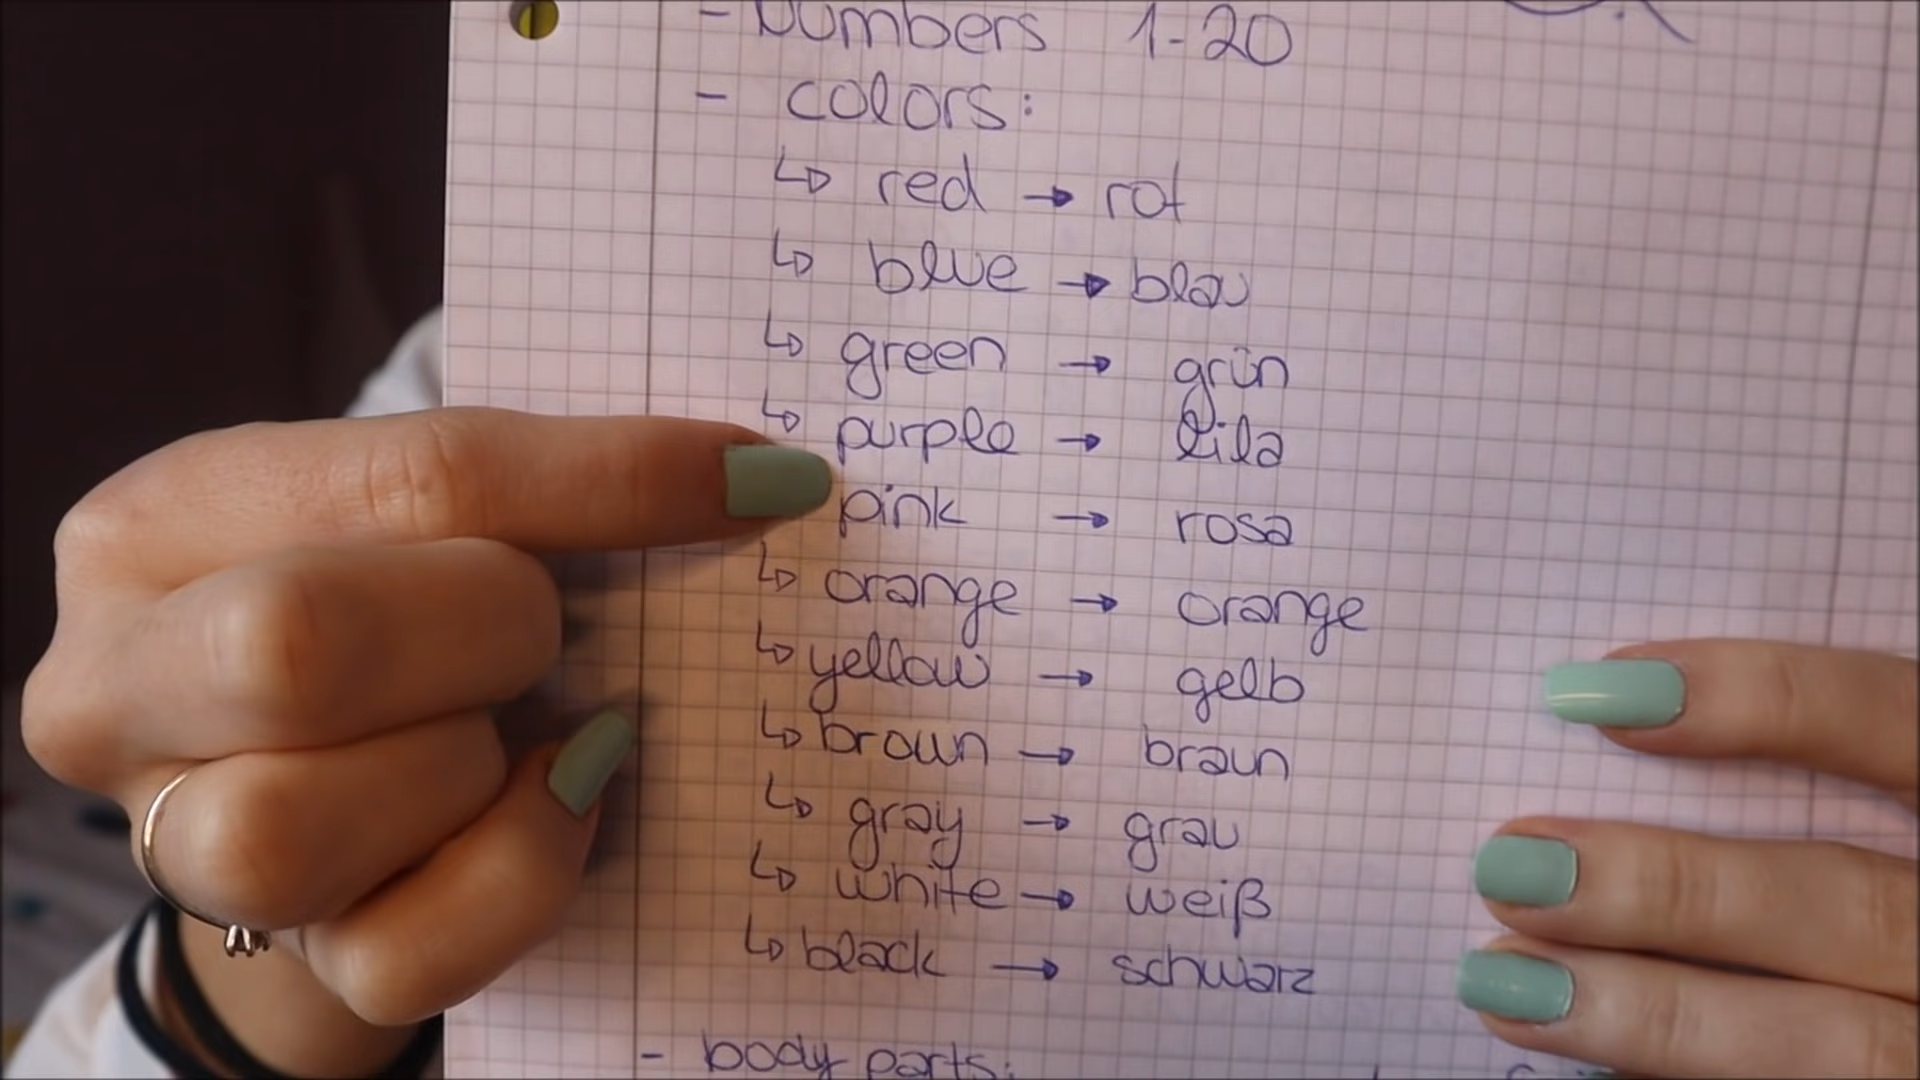 - Numbers 1-20
- colors:
↳ red → rot
↳ blue → blau
↳ green → grün
↳ purple → lila
pink → rosa
↳ orange → orange
↳ yellow → gelb
↳ brown → braun
↳ gray → grau
↳ white → weiß
↳ black → schwarz
- body parts: